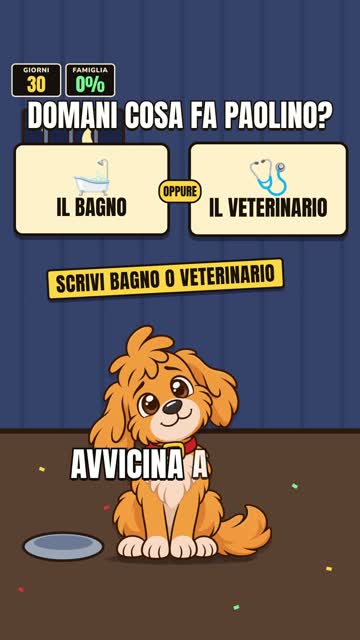 GIORNI
30
FAMIGLIA
0%
DOMANI COSA FA PAOLINO?
IL BAGNO
OPPURE
IL VETERINARIO
SCRIVI BAGNO O VETERINARIO
AVVICINA A